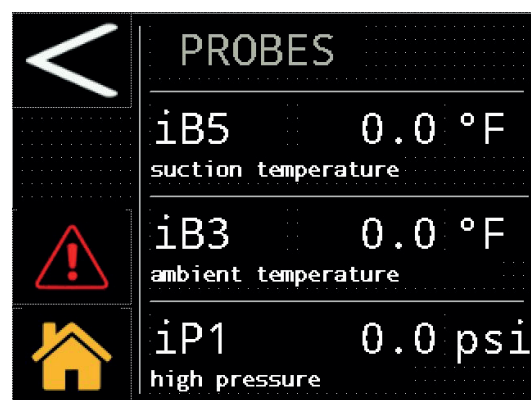 PROBES
iB5 0.0 °F
suction temperature
iB3 0.0 °F
ambient temperature
iP1 0.0 psi
high pressure